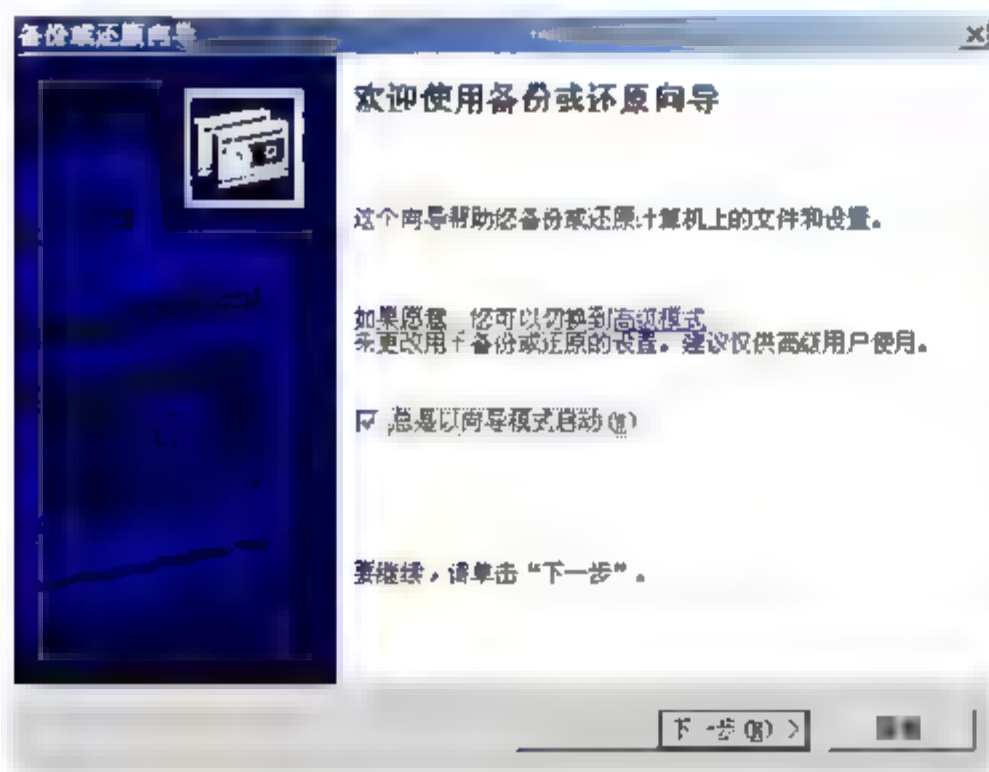 备份或还原向导
欢迎使用备份或还原向导
这个向导帮助您备份或还原计算机上的文件和设置。
如果愿意，您可以切换到高级模式
来更改用于备份或还原的设置。建议仅供高级用户使用。
总是以向导模式启动(W)
要继续，请单击“下一步”。
下一步(N) >